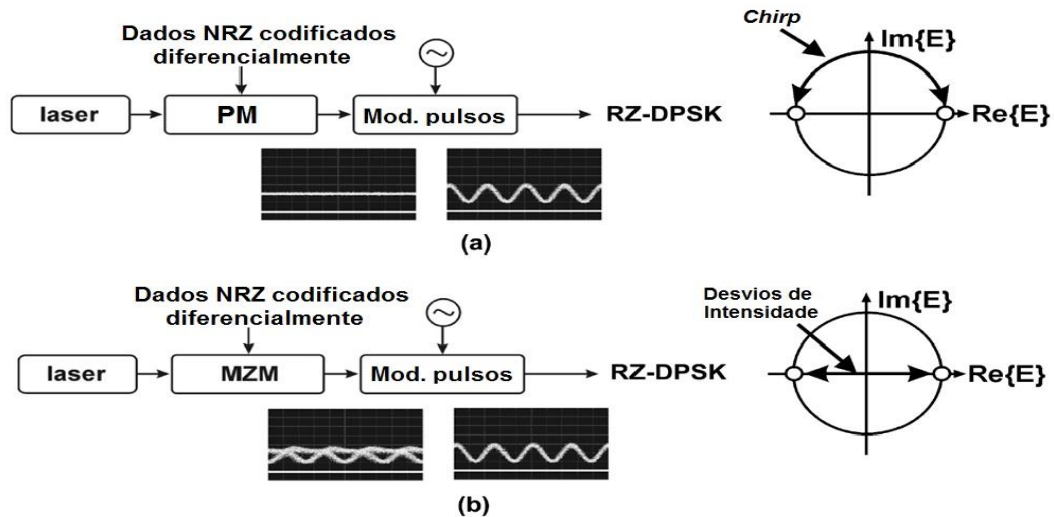 Dados NRZ codificados
diferencialmente
laser
PM
Mod. pulsos
RZ-DPSK
Chirp
Im{E}
Re{E}
(a)
Dados NRZ codificados
diferencialmente
laser
MZM
Mod. pulsos
RZ-DPSK
Desvios de
Intensidade
Im{E}
Re{E}
(b)